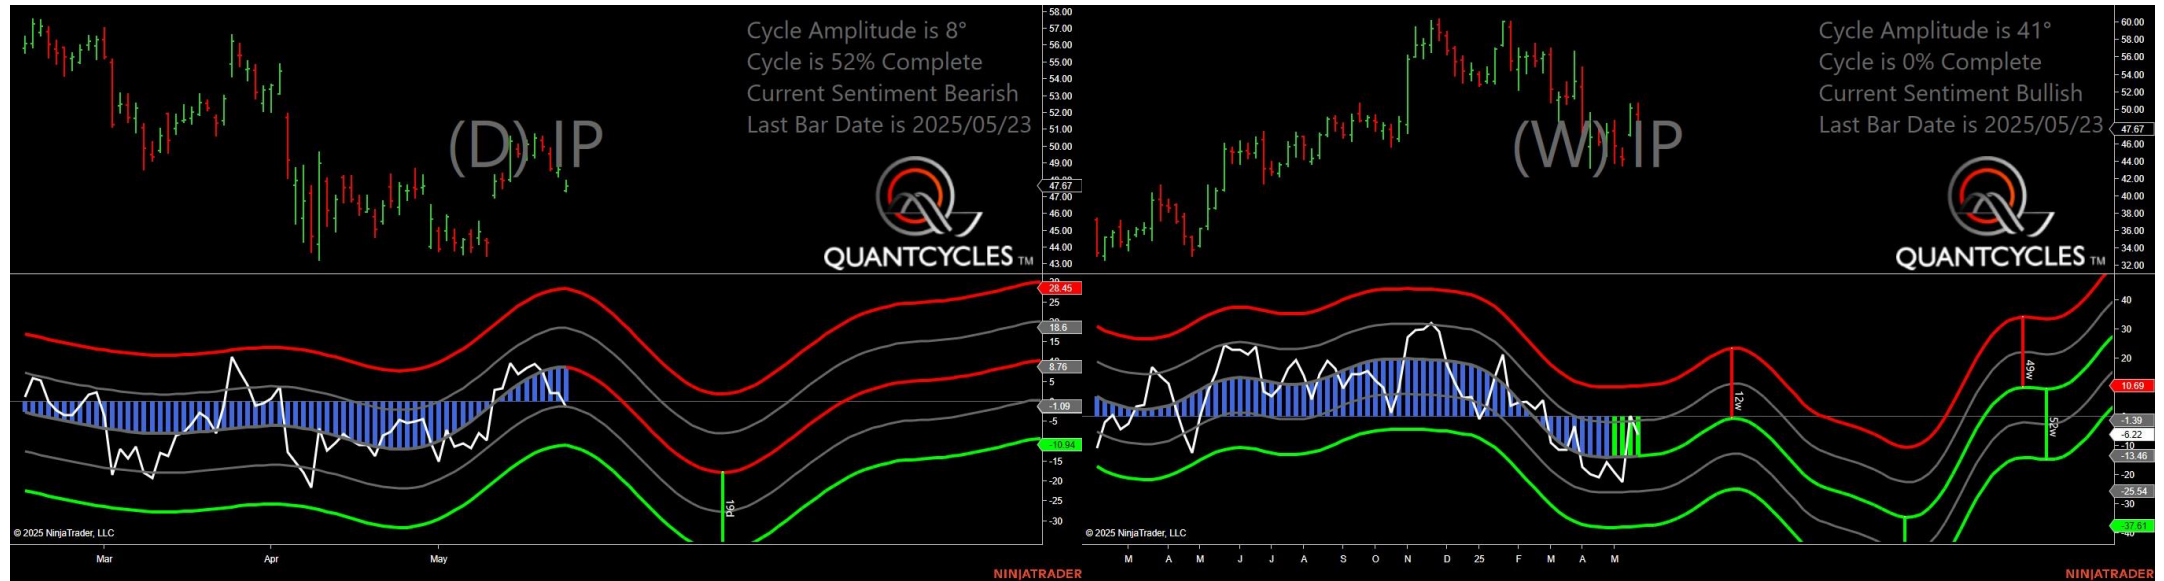 Cycle Amplitude is 8°
Cycle is 52% Complete
Current Sentiment Bearish
Last Bar Date is 2025/05/23
(D) IP
QUANTCYCLES TM
58.00
57.00
56.00
55.00
54.00
53.00
52.00
51.00
50.00
49.00
47.67
47.00
46.00
45.00
44.00
43.00
28.45
25
18.6
15
8.76
5
-1.09
-5
-10.94
-15
-20
-25
-30
19d
© 2025 NinjaTrader, LLC
Mar Apr May
NINJATRADER
Cycle Amplitude is 41°
Cycle is 0% Complete
Current Sentiment Bullish
Last Bar Date is 2025/05/23
(W) IP
QUANTCYCLES TM
60.00
58.00
56.00
54.00
52.00
50.00
47.67
46.00
44.00
42.00
40.00
38.00
36.00
34.00
32.00
40
30
20
10.69
-1.39
-6.22
-10
-13.46
-20
-25.54
-30
-37.61
-40
12w
49w
52w
© 2025 NinjaTrader, LLC
M A M J J A S O N D 25 F M A M
NINJATRADER